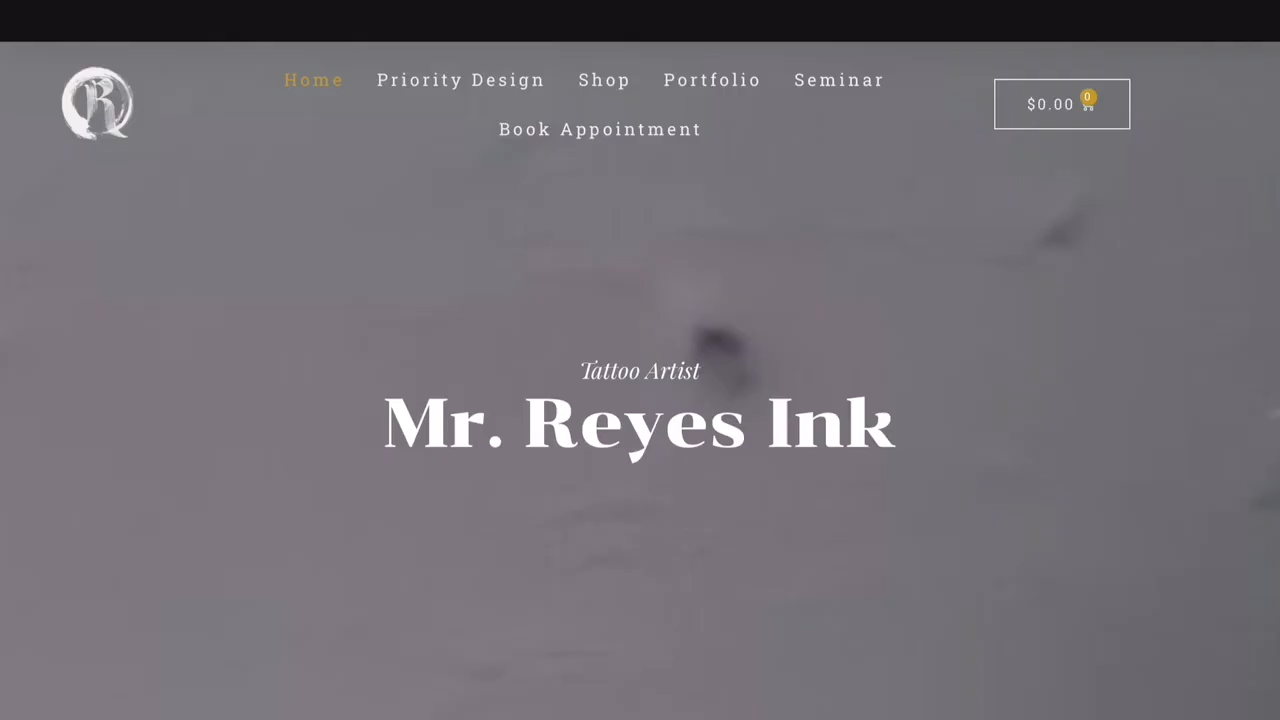 R
Home Priority Design Shop Portfolio Seminar
Book Appointment
$0.00 0
Tattoo Artist
Mr. Reyes Ink